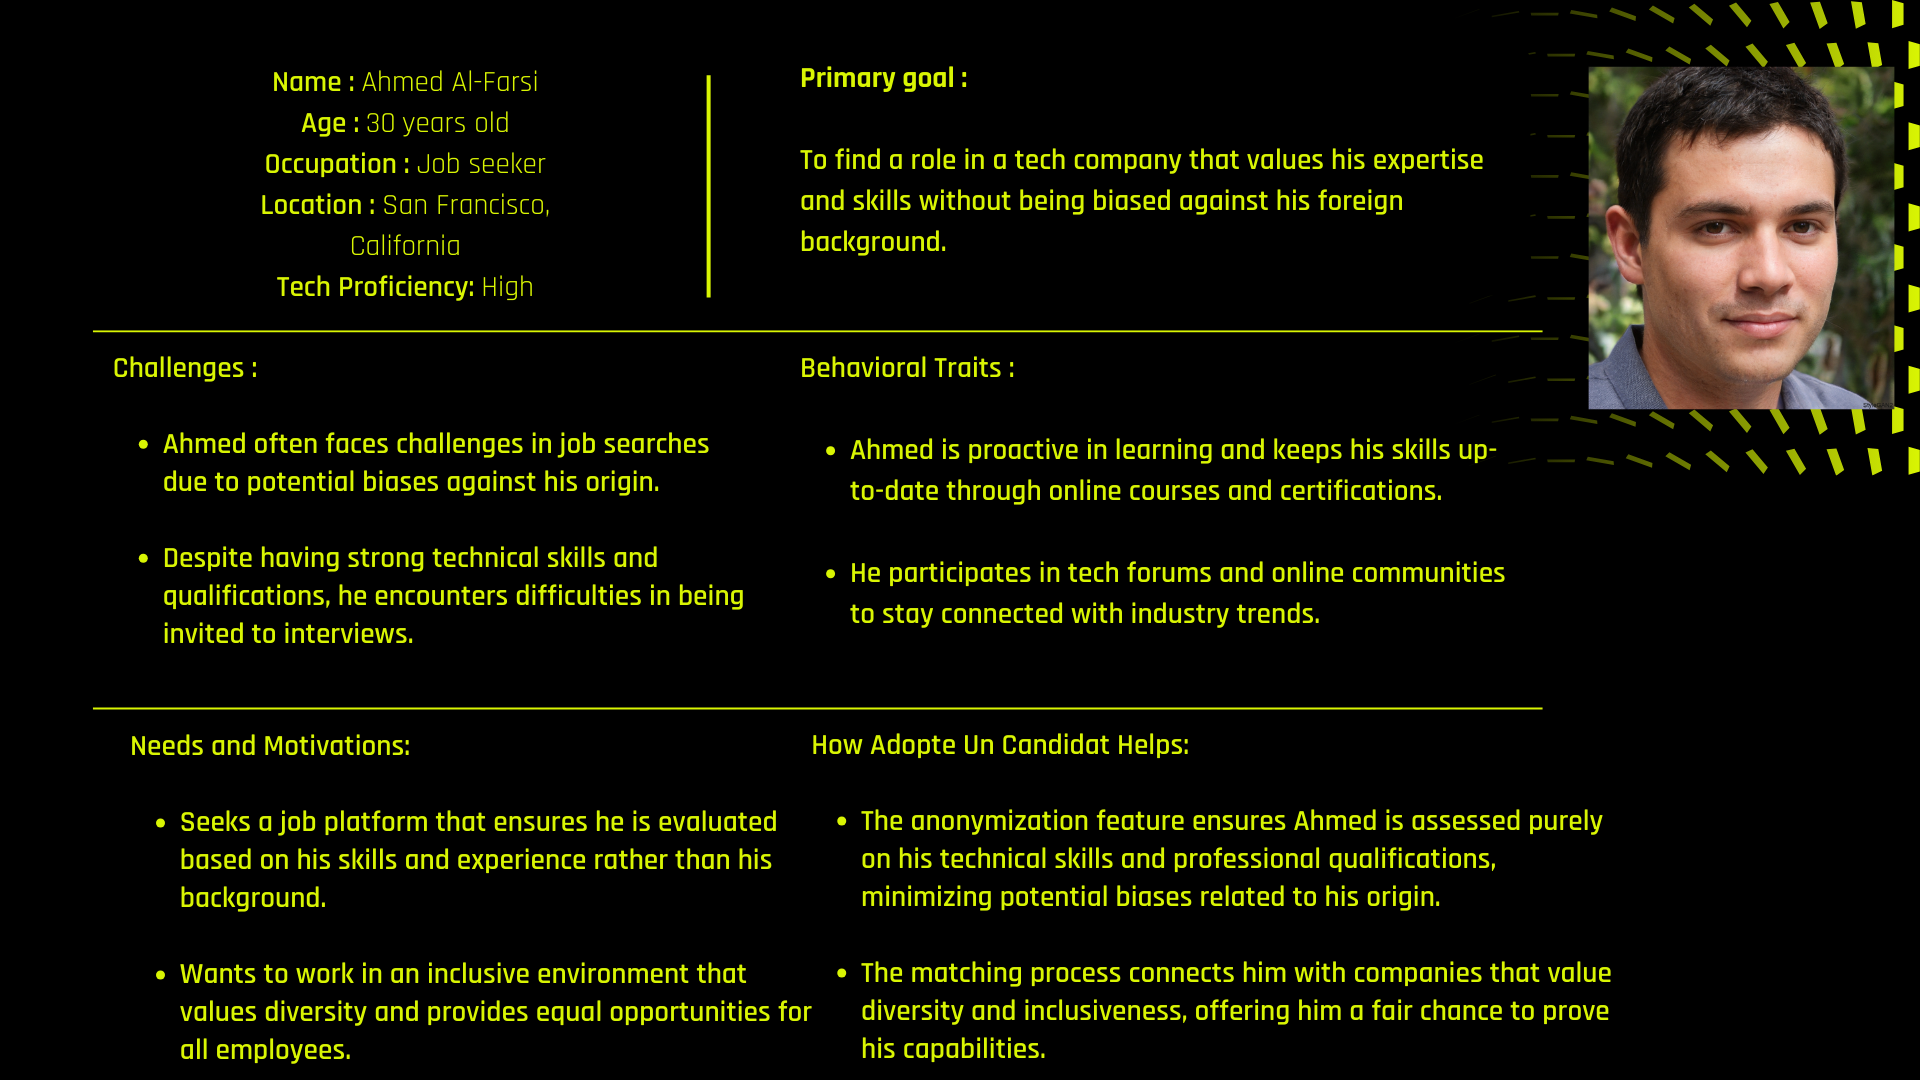 Name : Ahmed Al-Farsi
Age : 30 years old
Occupation : Job seeker
Location : San Francisco,
California
Tech Proficiency: High
Primary goal :
To find a role in a tech company that values his expertise
and skills without being biased against his foreign
background.
Challenges :
• Ahmed often faces challenges in job searches
due to potential biases against his origin.
• Despite having strong technical skills and
qualifications, he encounters difficulties in being
invited to interviews.
Behavioral Traits :
• Ahmed is proactive in learning and keeps his skills up-
to-date through online courses and certifications.
• He participates in tech forums and online communities
to stay connected with industry trends.
Needs and Motivations:
• Seeks a job platform that ensures he is evaluated
based on his skills and experience rather than his
background.
• Wants to work in an inclusive environment that
values diversity and provides equal opportunities for
all employees.
How Adopte Un Candidat Helps:
• The anonymization feature ensures Ahmed is assessed purely
on his technical skills and professional qualifications,
minimizing potential biases related to his origin.
• The matching process connects him with companies that value
diversity and inclusiveness, offering him a fair chance to prove
his capabilities.